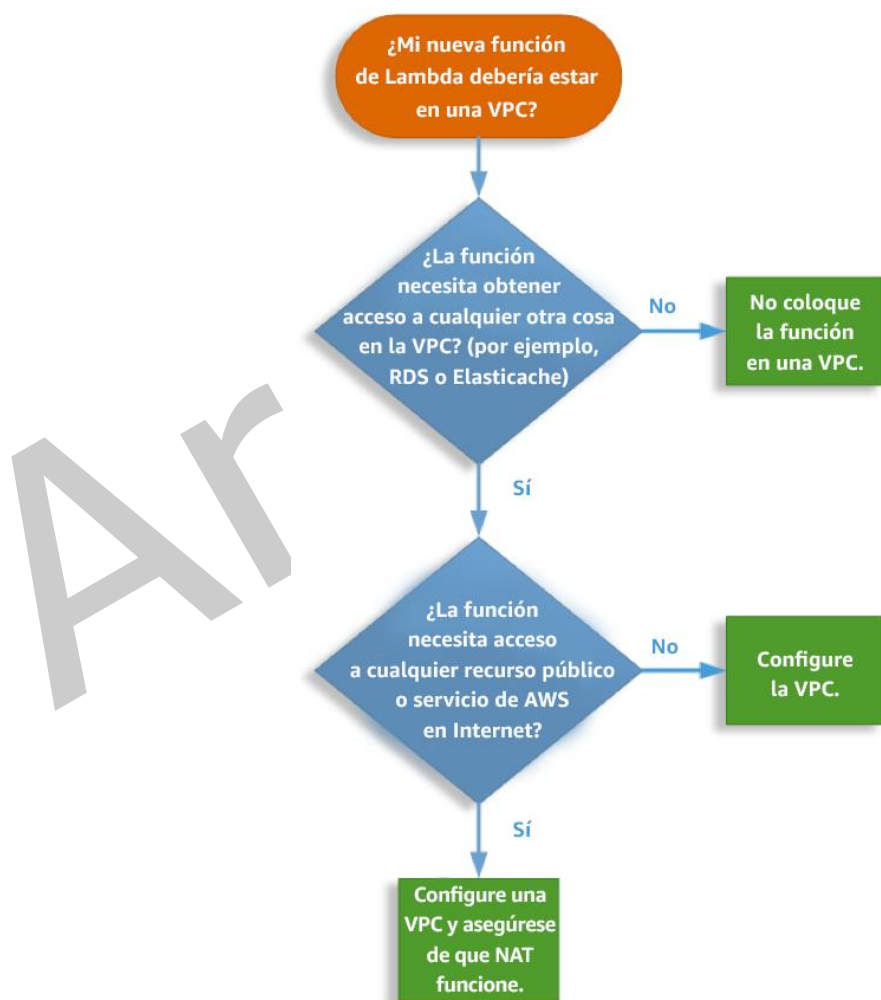 ¿Mi nueva función
de Lambda debería estar
en una VPC?
¿La función
necesita obtener
acceso a cualquier otra cosa
en la VPC? (por ejemplo,
RDS o Elasticache)
No
No coloque
la función
en una VPC.
Sí
¿La función
necesita acceso
a cualquier recurso público
o servicio de AWS
en Internet?
No
Configure
la VPC.
Sí
Configure una
VPC y asegúrese
de que NAT
funcione.
Ar